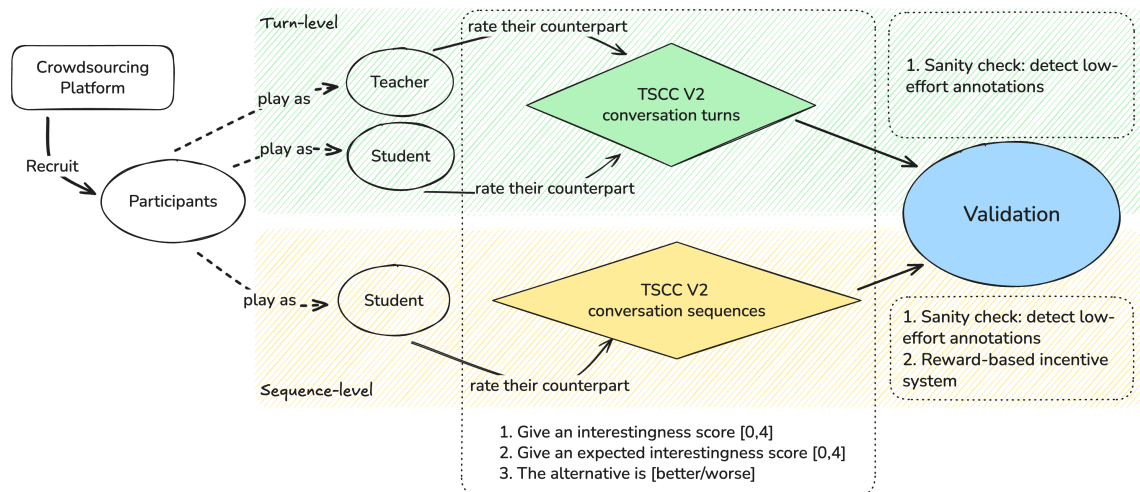 Turn-level
Crowdsourcing
Platform
Recruit
Participants
play as
Teacher
play as
Student
rate their counterpart
TSCC V2
conversation turns
rate their counterpart
1. Sanity check: detect low-
effort annotations
Validation
play as
Student
TSCC V2
conversation sequences
rate their counterpart
Sequence-level
1. Sanity check: detect low-
effort annotations
2. Reward-based incentive
system
1. Give an interestingness score [0,4]
2. Give an expected interestingness score [0,4]
3. The alternative is [better/worse]